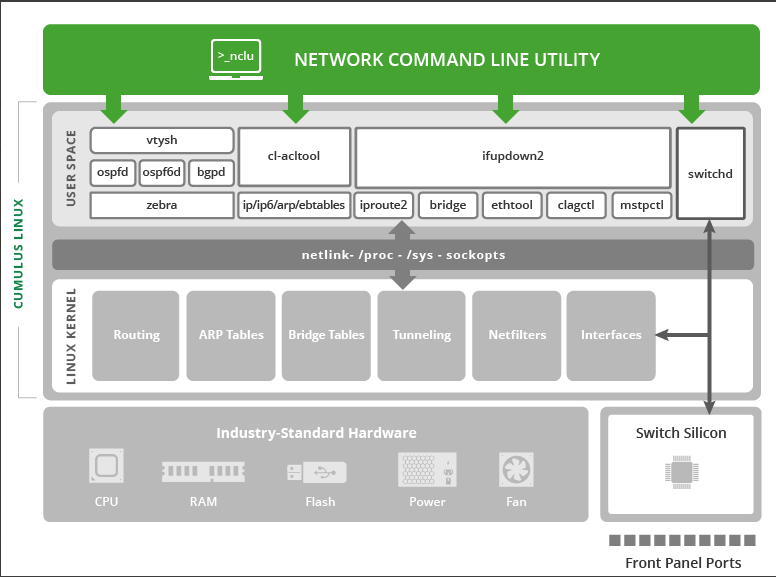 >_nclu
NETWORK COMMAND LINE UTILITY
CUMULUS LINUX
USER SPACE
vtysh
cl-acltool
ifupdown2
switchd
ospfd
ospf6d
bgpd
zebra
ip/ip6/arp/ebtables
iproute2
bridge
ethtool
clagctl
mstpctl
netlink- /proc - /sys - sockopts
LINUX KERNEL
Routing
ARP Tables
Bridge Tables
Tunneling
Netfilters
Interfaces
Industry-Standard Hardware
CPU
RAM
Flash
Power
Fan
Switch Silicon
Front Panel Ports